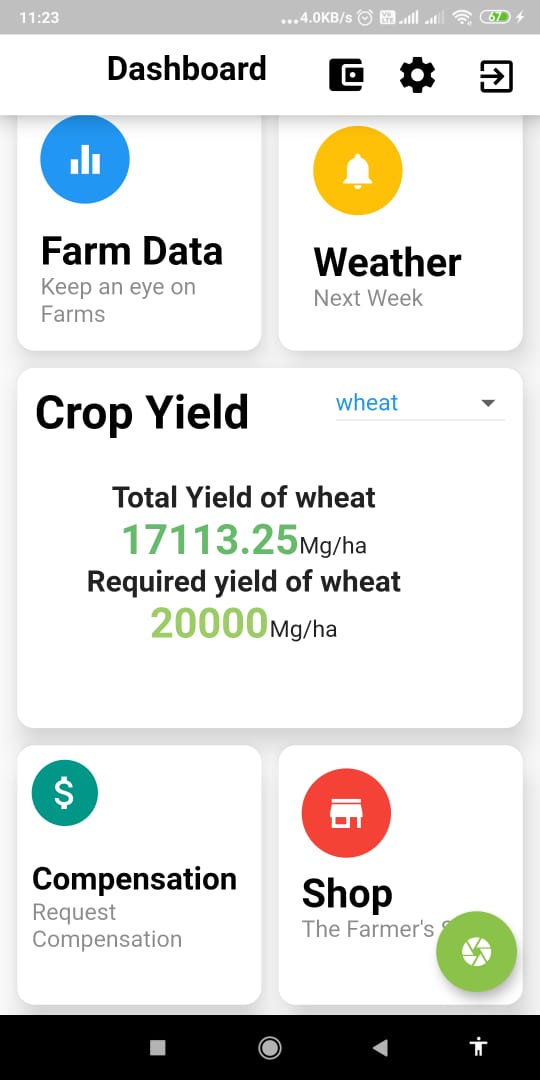 11:23
...4.0KB/s
67
Dashboard
Farm Data
Keep an eye on
Farms
Weather
Next Week
Crop Yield
wheat
Total Yield of wheat
17113.25Mg/ha
Required yield of wheat
20000Mg/ha
$
Compensation
Request
Compensation
Shop
The Farmer's